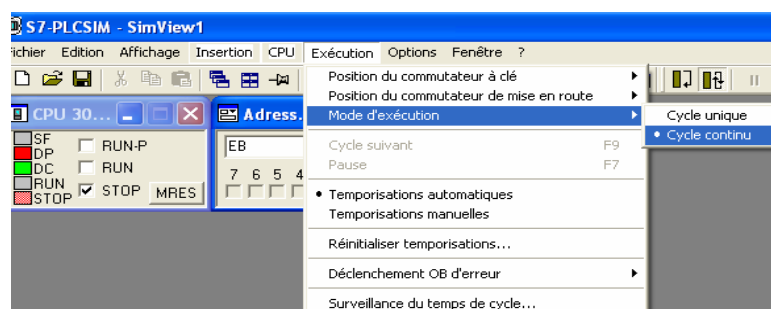 S7-PLCSIM - SimView1
Fichier Edition Affichage Insertion CPU Exécution Options Fenêtre ?
CPU 30... Adress.
SF
DP
DC
RUN
STOP
RUN-P
RUN
STOP MRES
EB
7 6 5 4
Position du commutateur à clé
Position du commutateur de mise en route
Mode d'exécution
Cycle suivant F9
Pause F7
• Temporisations automatiques
Temporisations manuelles
Réinitialiser temporisations...
Déclenchement OB d'erreur
Surveillance du temps de cycle...
Cycle unique
• Cycle continu